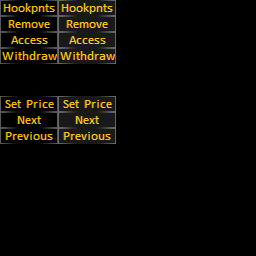 Hookpnts Hookpnts
Remove Remove
Access Access
Withdraw Withdraw
Set Price Set Price
Next Next
Previous Previous